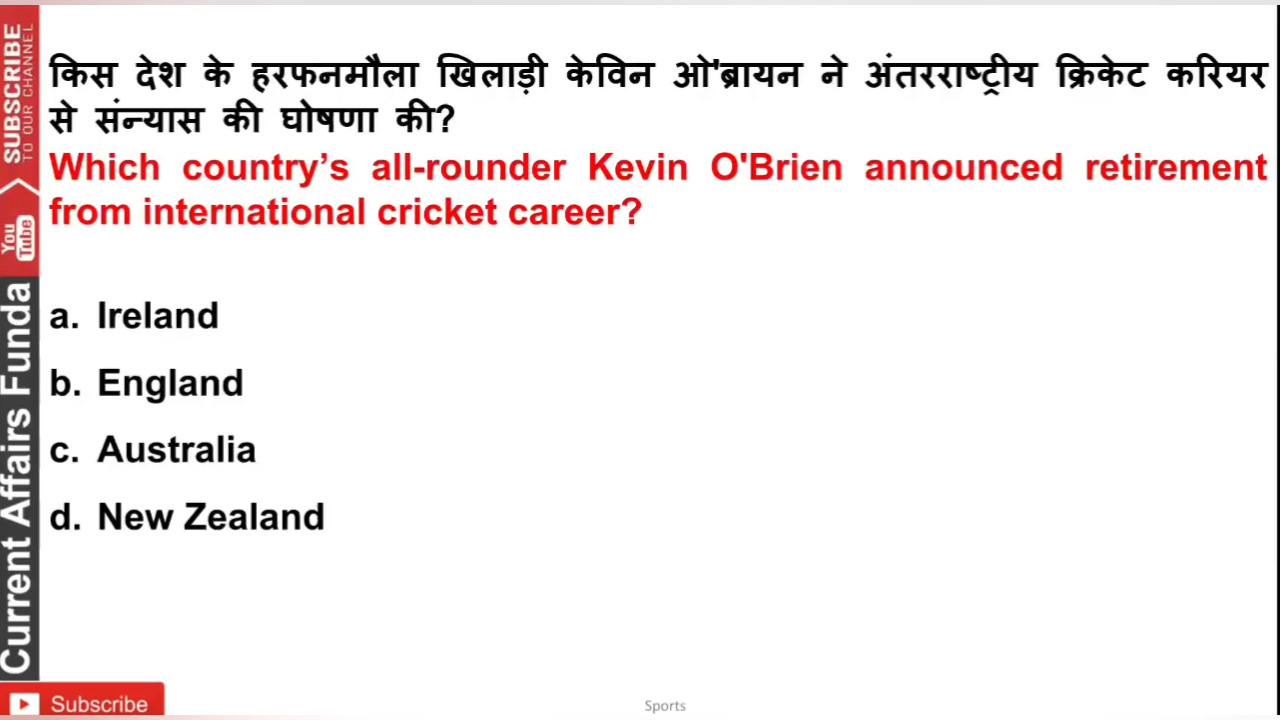 किस देश के हरफनमौला खिलाड़ी केविन ओ'ब्रायन ने अंतरराष्ट्रीय क्रिकेट करियर
से संन्यास की घोषणा की?
Which country’s all-rounder Kevin O'Brien announced retirement
from international cricket career?
a. Ireland
b. England
c. Australia
d. New Zealand
SUBSCRIBE
TO OUR CHANNEL
You
Tube
Current Affairs Funda
Subscribe
Sports